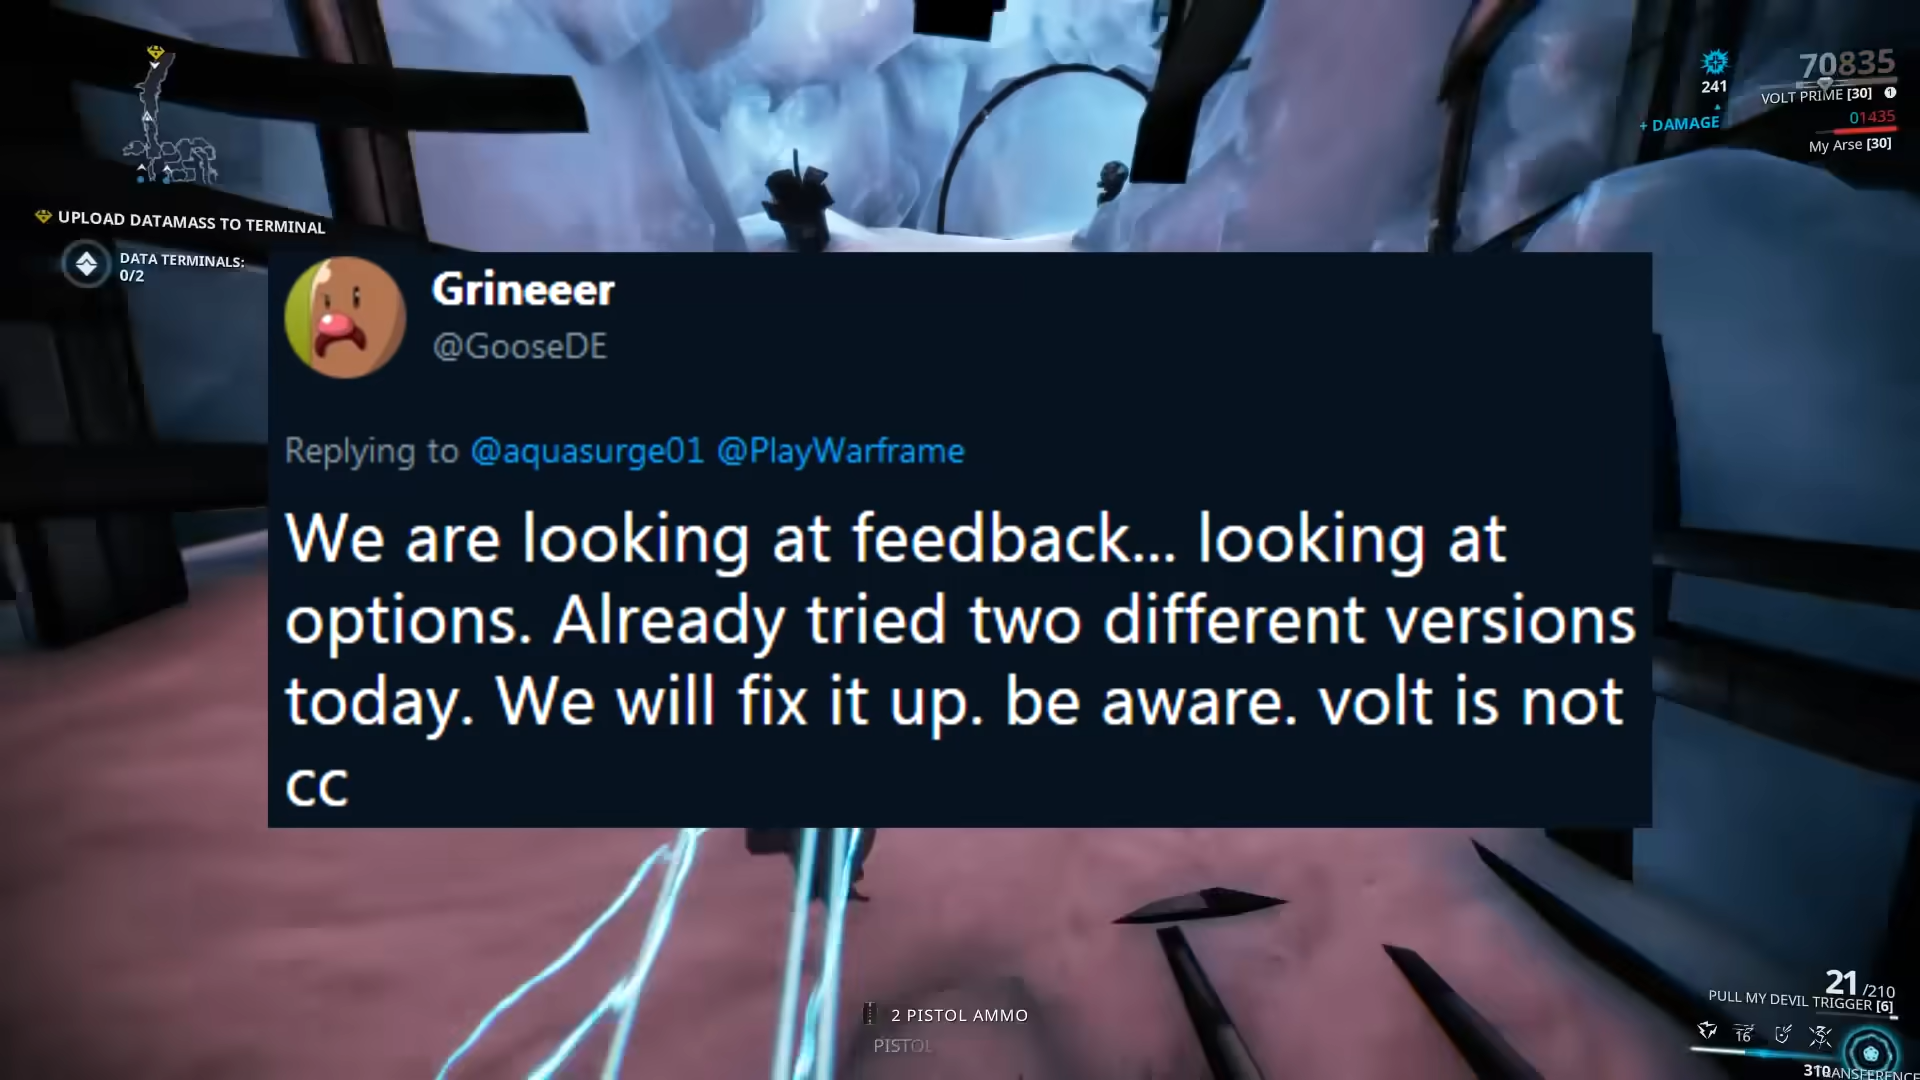 70835
241
VOLT PRIME [30] 1
+ DAMAGE
01435
My Arse [30]
UPLOAD DATAMASS TO TERMINAL
DATA TERMINALS:
0/2
Grineeer
@GooseDE
Replying to @aquasurge01 @PlayWarframe
We are looking at feedback... looking at
options. Already tried two different versions
today. We will fix it up. be aware. volt is not
cc
21/210
PULL MY DEVIL TRIGGER [6]
2 PISTOL AMMO
PISTOL
16
310
TRANSFERENCE